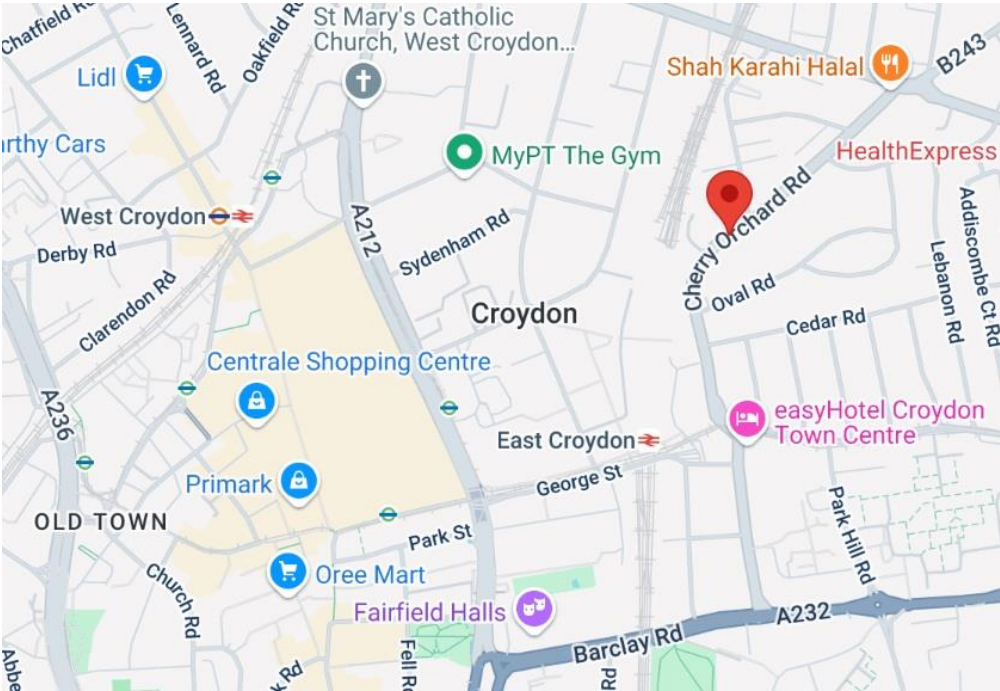 Chatfield R
Lennard Rd
Oakfield Rd
St Mary's Catholic
Church, West Croydon...
Lidl
Shah Karahi Halal
B243
arthy Cars
MyPT The Gym
HealthExpress
West Croydon
A212
Cherry Orchard Rd
Addiscombe Ct Rd
Derby Rd
Sydenham Rd
Lebanon Rd
Clarendon Rd
Oval Rd
Croydon
Cedar Rd
Centrale Shopping Centre
A236
easyHotel Croydon
Town Centre
East Croydon
Primark
George St
OLD TOWN
Park St
Park Hill Rd
Church Rd
Oree Mart
Fairfield Halls
A232
Barclay Rd
Abbe
k Rd
Fell R
Rd